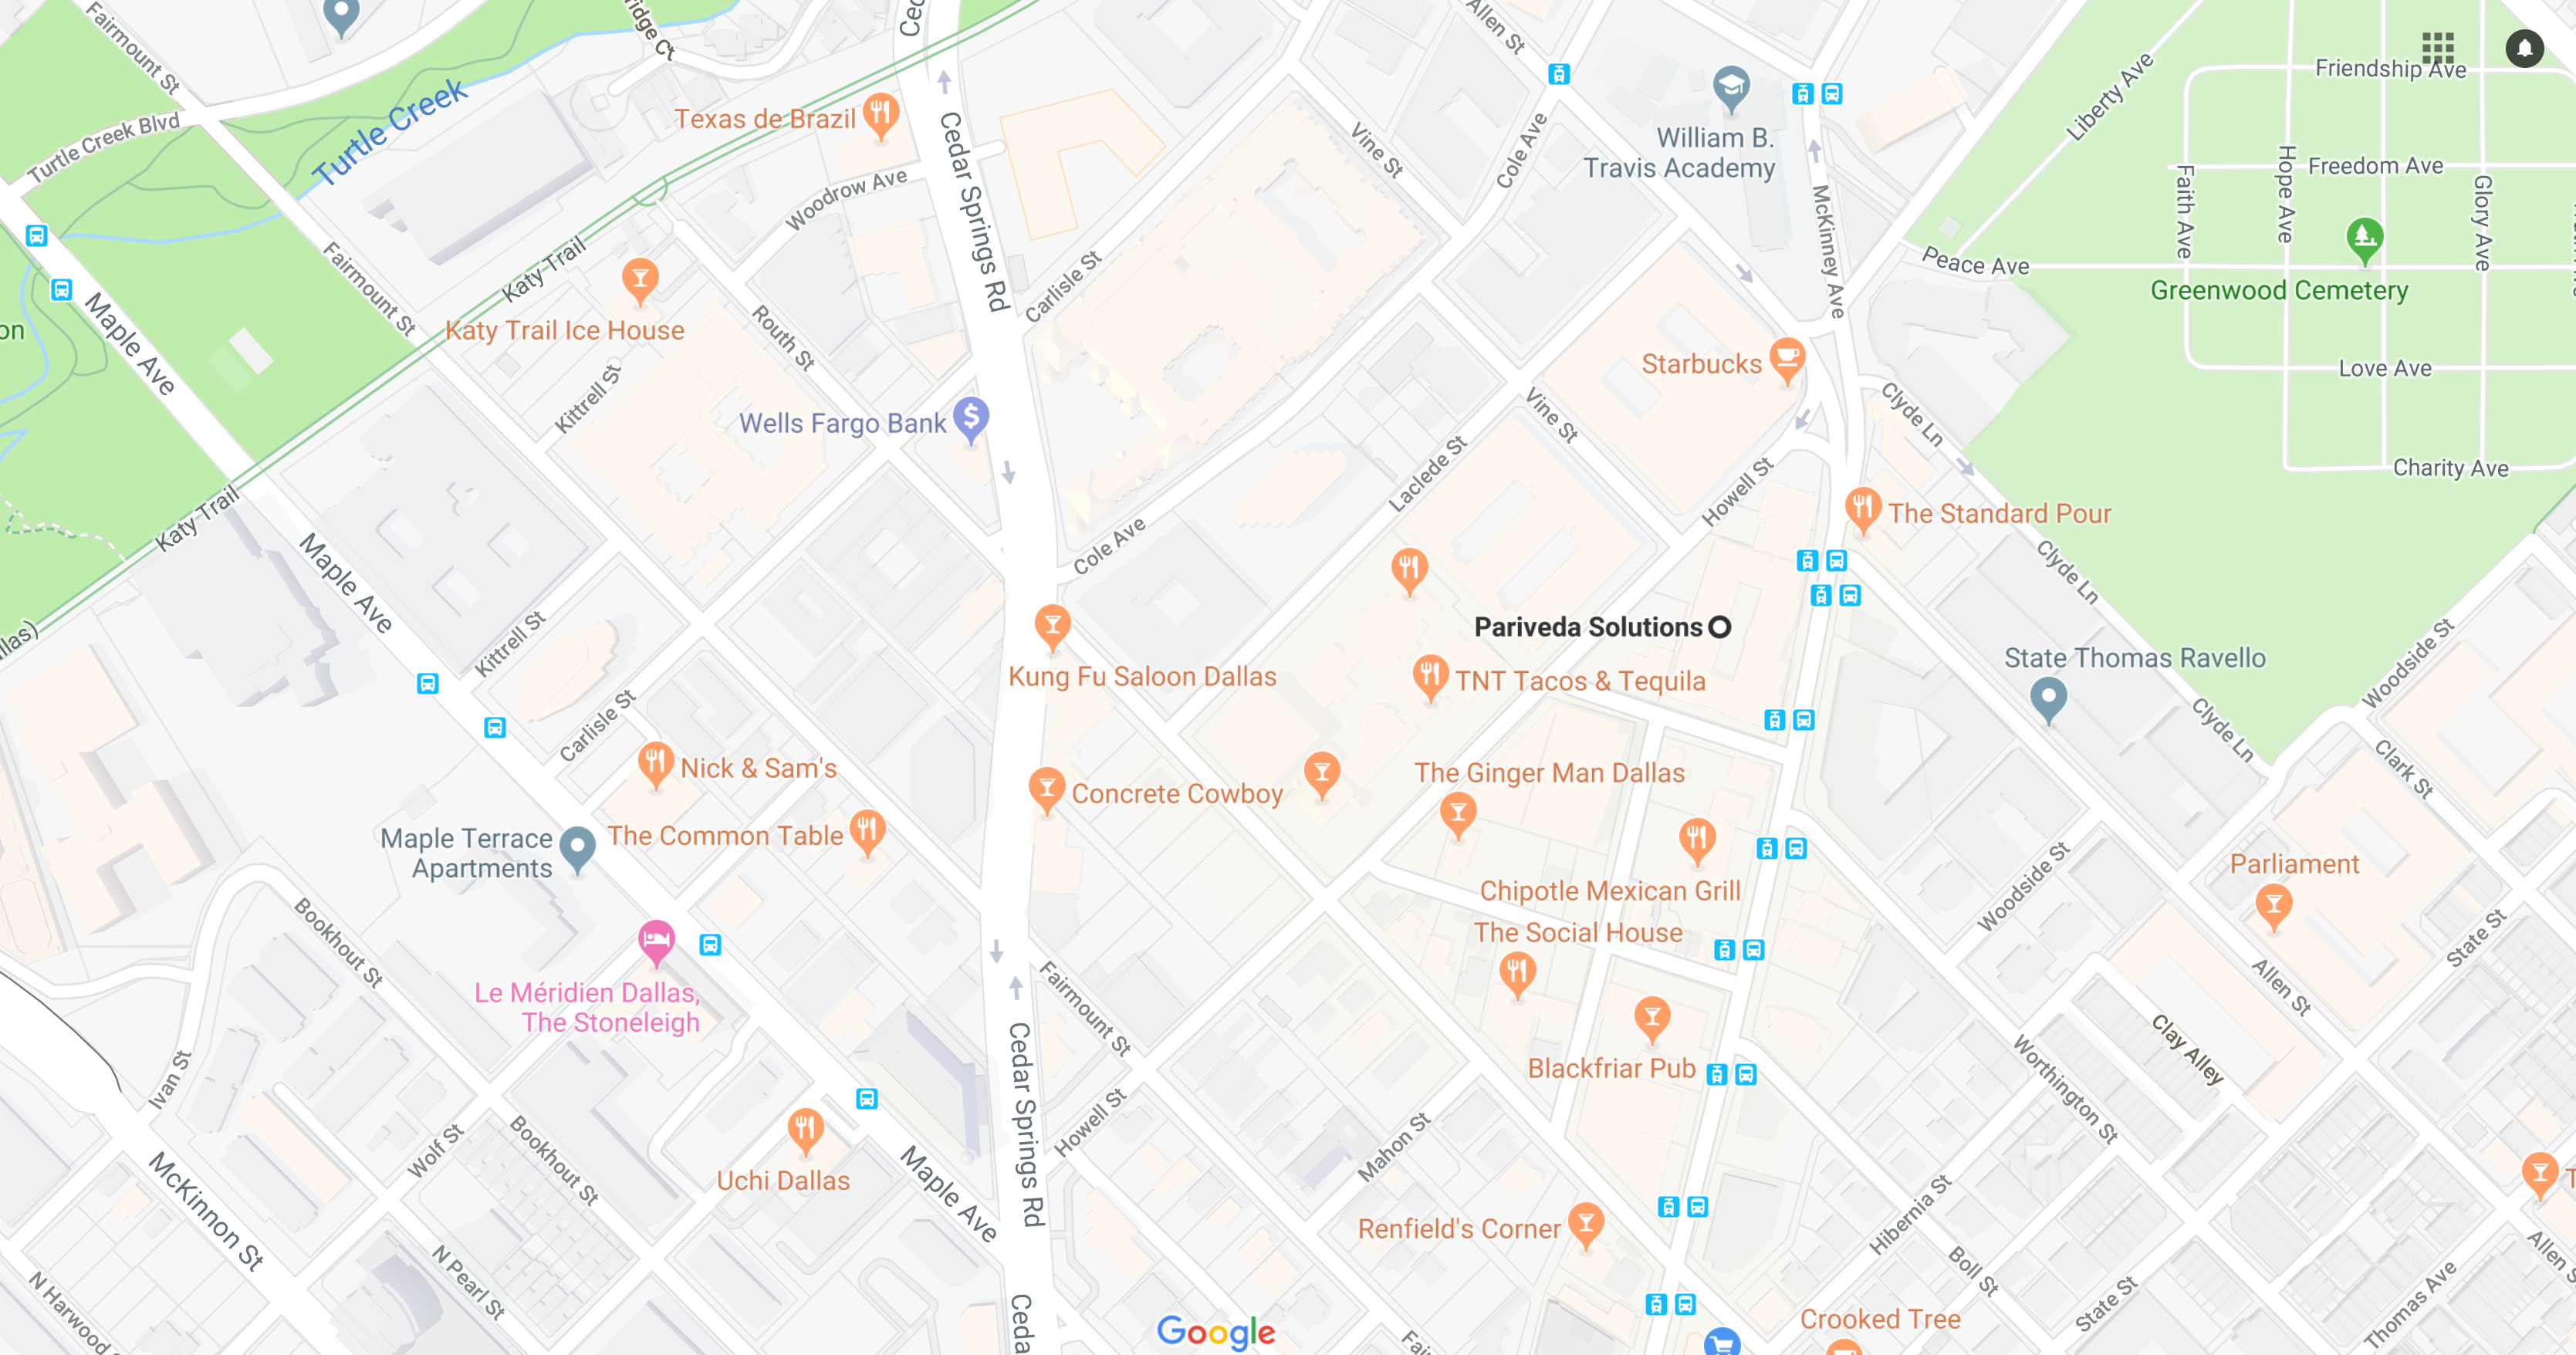 Fairmount St
Turtle Creek Blvd
Turtle Creek
Allen St
Texas de Brazil
Cedar Springs Rd
Woodrow Ave
Vine St
Cole Ave
William B.
Travis Academy
McKinney Ave
Liberty Ave
Friendship Ave
Freedom Ave
Faith Ave
Hope Ave
Glory Ave
Peace Ave
Greenwood Cemetery
Love Ave
Charity Ave
Fairmount St
Katy Trail
Carlisle St
Katy Trail Ice House
Maple Ave
Routh St
Kittrell St
Wells Fargo Bank
Starbucks
Clyde Ln
Vine St
Laclede St
Howell St
The Standard Pour
Katy Trail
Maple Ave
Cole Ave
Clyde Ln
Pariveda Solutions
Kittrell St
Kung Fu Saloon Dallas
TNT Tacos & Tequila
State Thomas Ravello
Woodside St
Clyde Ln
Carlisle St
Nick & Sam's
Concrete Cowboy
The Ginger Man Dallas
Clark St
Maple Terrace
Apartments
The Common Table
Chipotle Mexican Grill
The Social House
Woodside St
Parliament
State St
Bookhout St
Le Méridien Dallas,
The Stoneleigh
Fairmount St
Allen St
Clay Alley
Ivan St
Cedar Springs Rd
Blackfriar Pub
Worthington St
Wolf St
Bookhout St
Howell St
Mahon St
Uchi Dallas
Maple Ave
McKinnon St
Renfield's Corner
Hibernia St
Boll St
N Pearl St
N Harwood
State St
Thomas Ave
Allen S
Crooked Tree
Google